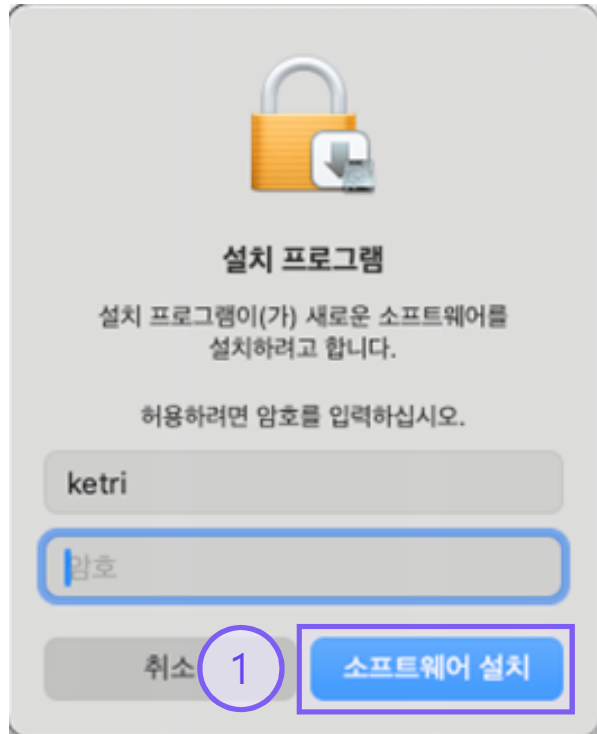 설치 프로그램
설치 프로그램이(가) 새로운 소프트웨어를
설치하려고 합니다.
허용하려면 암호를 입력하십시오.
ketri
암호
취소 1 소프트웨어 설치